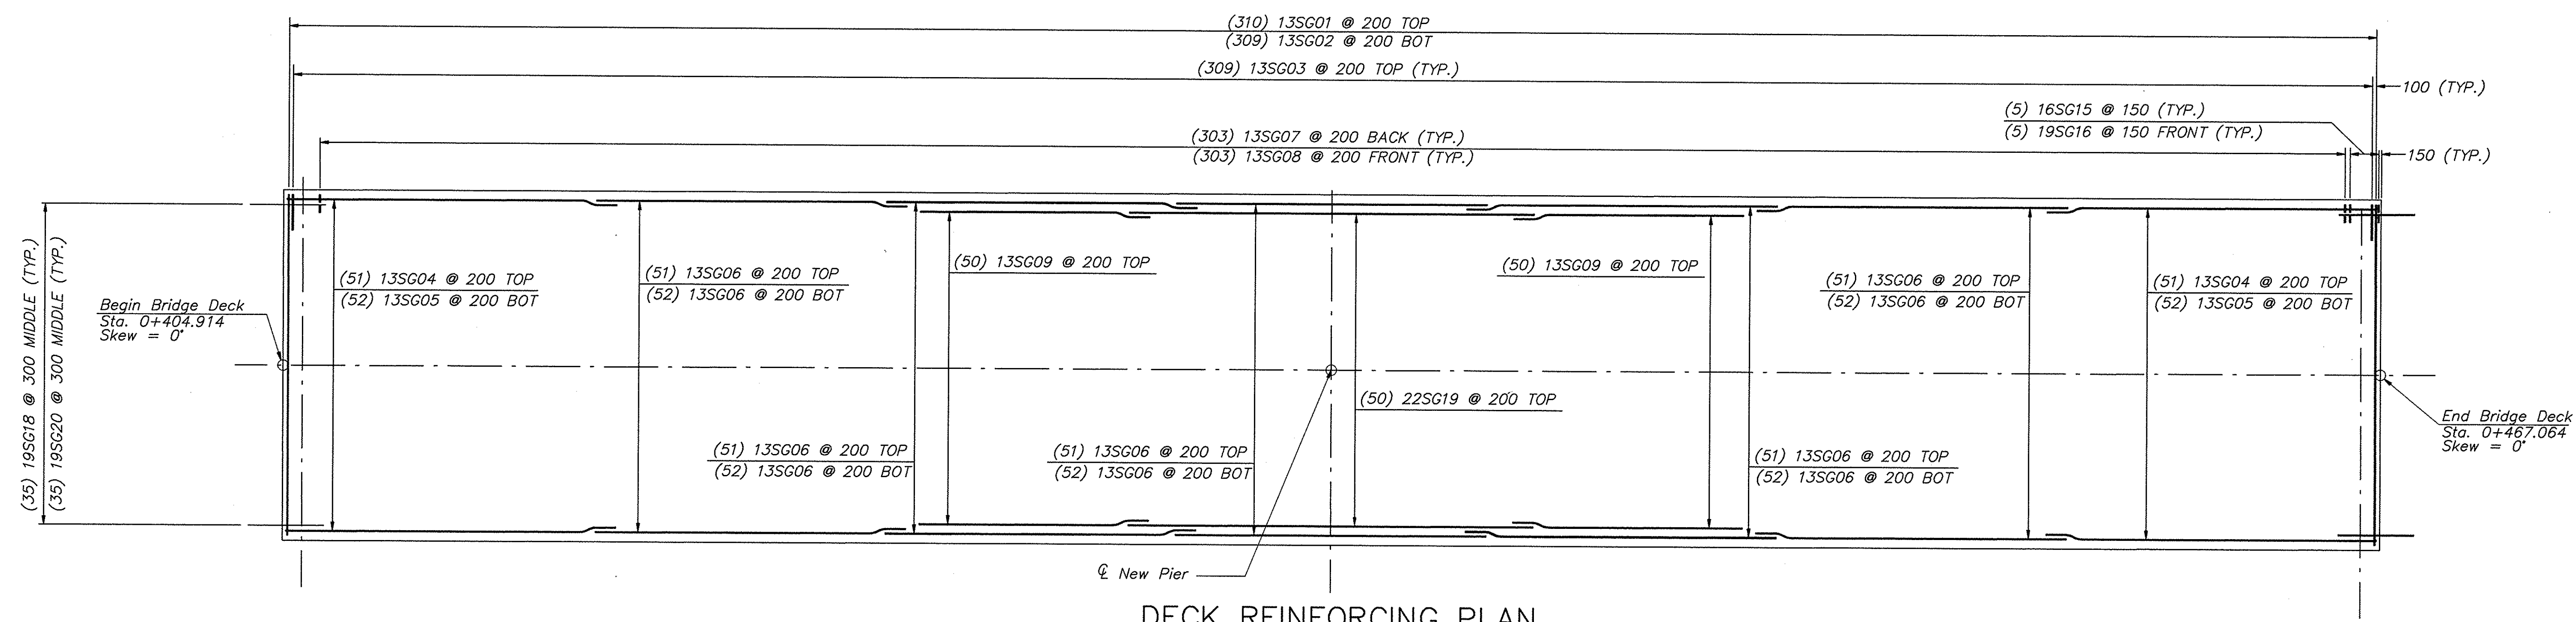 (310) 13SG01 @ 200 TOP
(309) 13SG02 @ 200 BOT
(309) 13SG03 @ 200 TOP (TYP.)
100 (TYP.)
(5) 16SG15 @ 150 (TYP.)
(5) 19SG16 @ 150 FRONT (TYP.)
(303) 13SG07 @ 200 BACK (TYP.)
(303) 13SG08 @ 200 FRONT (TYP.)
150 (TYP.)
(35) 19SG18 @ 300 MIDDLE (TYP.)
(35) 19SG20 @ 300 MIDDLE (TYP.)
Begin Bridge Deck
Sta. 0+404.914
Skew = 0°
(51) 13SG04 @ 200 TOP
(52) 13SG05 @ 200 BOT
(51) 13SG06 @ 200 TOP
(52) 13SG06 @ 200 BOT
(50) 13SG09 @ 200 TOP
(50) 13SG09 @ 200 TOP
(51) 13SG06 @ 200 TOP
(52) 13SG06 @ 200 BOT
(51) 13SG04 @ 200 TOP
(52) 13SG05 @ 200 BOT
(50) 22SG19 @ 200 TOP
(51) 13SG06 @ 200 TOP
(52) 13SG06 @ 200 BOT
(51) 13SG06 @ 200 TOP
(52) 13SG06 @ 200 BOT
(51) 13SG06 @ 200 TOP
(52) 13SG06 @ 200 BOT
End Bridge Deck
Sta. 0+467.064
Skew = 0°
℄ New Pier
DECK REINFORCING PLAN